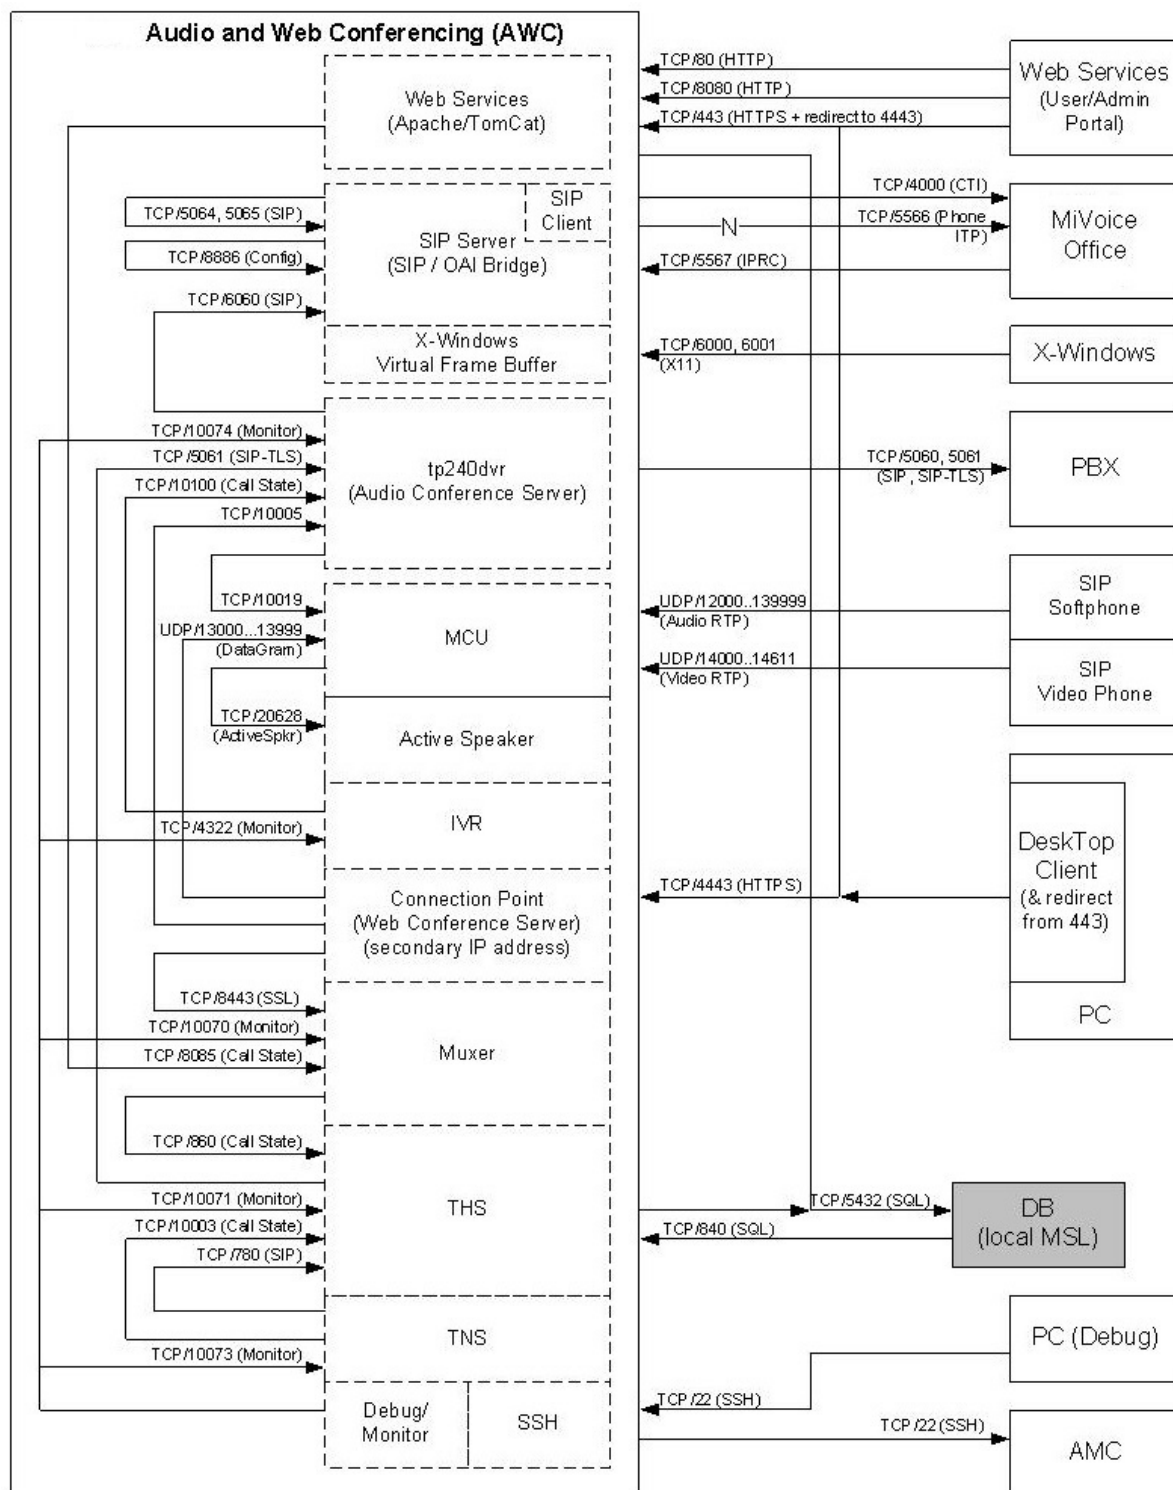 Audio and Web Conferencing (AWC)
Web Services
(Apache/TomCat)
TCP/80 (HTTP)
TCP/8080 (HTTP)
TCP/443 (HTTPS + redirect to 4443)
Web Services
(User/Admin
Portal)
TCP/5064, 5065 (SIP)
TCP/8886 (Config)
TCP/6060 (SIP)
SIP
Client
SIP Server
(SIP / OAI Bridge)
TCP/4000 (CTI)
N
TCP/5566 (Phone
ITP)
TCP/5567 (IPRC)
MiVoice
Office
X-Windows
Virtual Frame Buffer
TCP/6000, 6001
(X11)
X-Windows
TCP/10074 (Monitor)
TCP/5061 (SIP-TLS)
TCP/10100 (Call State)
TCP/10005
tp240dvr
(Audio Conference Server)
TCP/5060, 5061
(SIP, SIP-TLS)
PBX
TCP/10019
UDP/13000...13999
(DataGram)
MCU
UDP/12000..139999
(Audio RTP)
SIP
Softphone
UDP/14000..14611
(Video RTP)
SIP
Video Phone
TCP/20628
(ActiveSpkr)
Active Speaker
IVR
TCP/4322 (Monitor)
Connection Point
(Web Conference Server)
(secondary IP address)
TCP/4443 (HTTPS)
DeskTop
Client
(& redirect
from 443)
PC
TCP/8443 (SSL)
TCP/10070 (Monitor)
TCP/8085 (Call State)
Muxer
TCP/860 (Call State)
TCP/10071 (Monitor)
TCP/10003 (Call State)
TCP/780 (SIP)
THS
TCP/5432 (SQL)
TCP/840 (SQL)
DB
(local MSL)
TNS
TCP/10073 (Monitor)
PC (Debug)
Debug/
Monitor
SSH
TCP/22 (SSH)
TCP/22 (SSH)
AMC